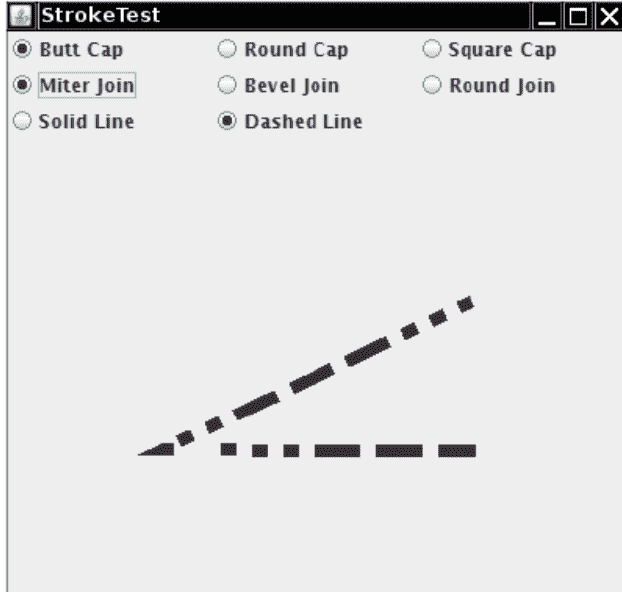 StrokeTest
Butt Cap Round Cap Square Cap
Miter Join Bevel Join Round Join
Solid Line Dashed Line